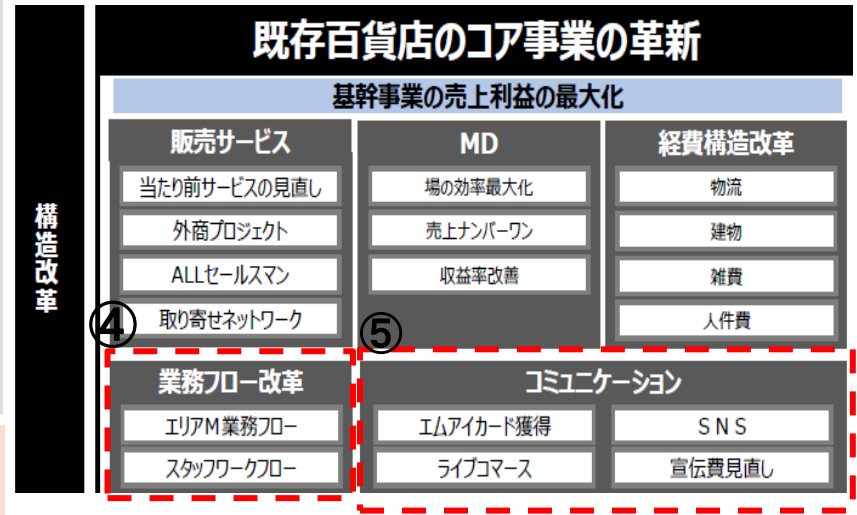 既存百貨店のコア事業の革新
基幹事業の売上利益の最大化
構造改革
販売サービス
当たり前サービスの見直し
外商プロジェクト
ALLセールスマン
取り寄せネットワーク
MD
場の効率最大化
売上ナンバーワン
収益率改善
経費構造改革
物流
建物
雑費
人件費
④
業務フロー改革
エリアM業務フロー
スタッフワークフロー
⑤
コミュニケーション
エムアイカード獲得
SNS
ライブコマース
宣伝費見直し